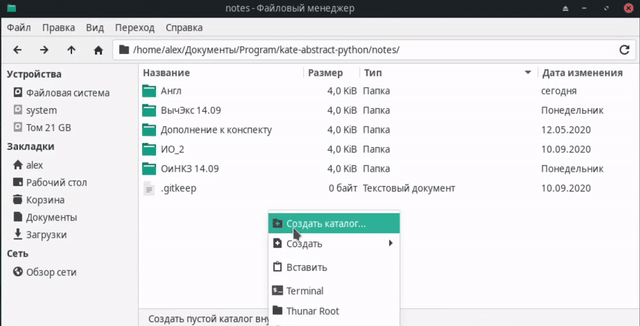 notes - Файловый менеджер
Файл Правка Вид Переход Справка
/home/alex/Документы/Program/kate-abstract-python/notes/
Устройства
Файловая система
system
Том 21 GB
Закладки
alex
Рабочий стол
Корзина
Документы
Загрузки
Сеть
Обзор сети
Название Размер Тип Дата изменения
Англ 4,0 KiB Папка сегодня
ВычЭкс 14.09 4,0 KiB Папка Понедельник
Дополнение к конспекту 4,0 KiB Папка 12.05.2020
ИО_2 4,0 KiB Папка 10.09.2020
ОиНКЗ 14.09 4,0 KiB Папка Понедельник
.gitkeep 0 байт Текстовый документ 10.09.2020
Создать каталог...
Создать
Вставить
Terminal
Thunar Root
Создать пустой каталог вну